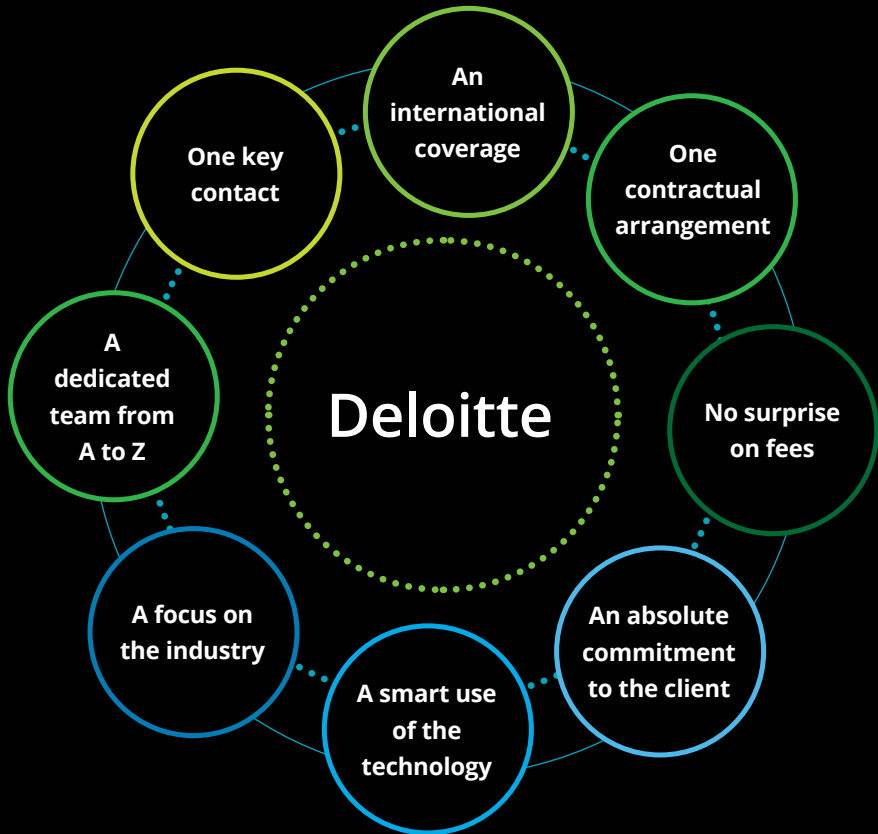 An
international
coverage
One
contractual
arrangement
No surprise
on fees
An absolute
commitment
to the client
A smart use
of the
technology
A focus on
the industry
A
dedicated
team from
A to Z
One key
contact
Deloitte